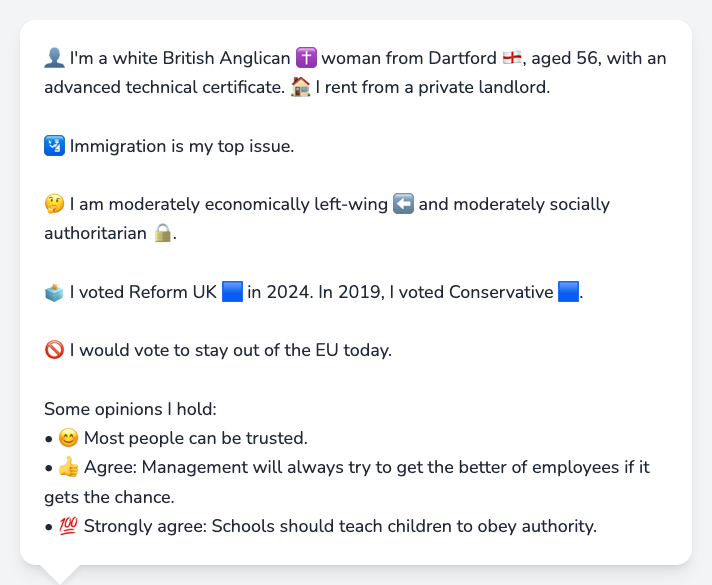 👤 I'm a white British Anglican ✝️ woman from Dartford 🏴󠁧󠁢󠁥󠁮󠁧󠁿, aged 56, with an
advanced technical certificate. 🏠 I rent from a private landlord.
🛂 Immigration is my top issue.
🤔 I am moderately economically left-wing ⬅️ and moderately socially
authoritarian 🔒.
🗳️ I voted Reform UK 🟦 in 2024. In 2019, I voted Conservative 🟦.
🚫 I would vote to stay out of the EU today.
Some opinions I hold:
• 😊 Most people can be trusted.
• 👍 Agree: Management will always try to get the better of employees if it
gets the chance.
• 💯 Strongly agree: Schools should teach children to obey authority.